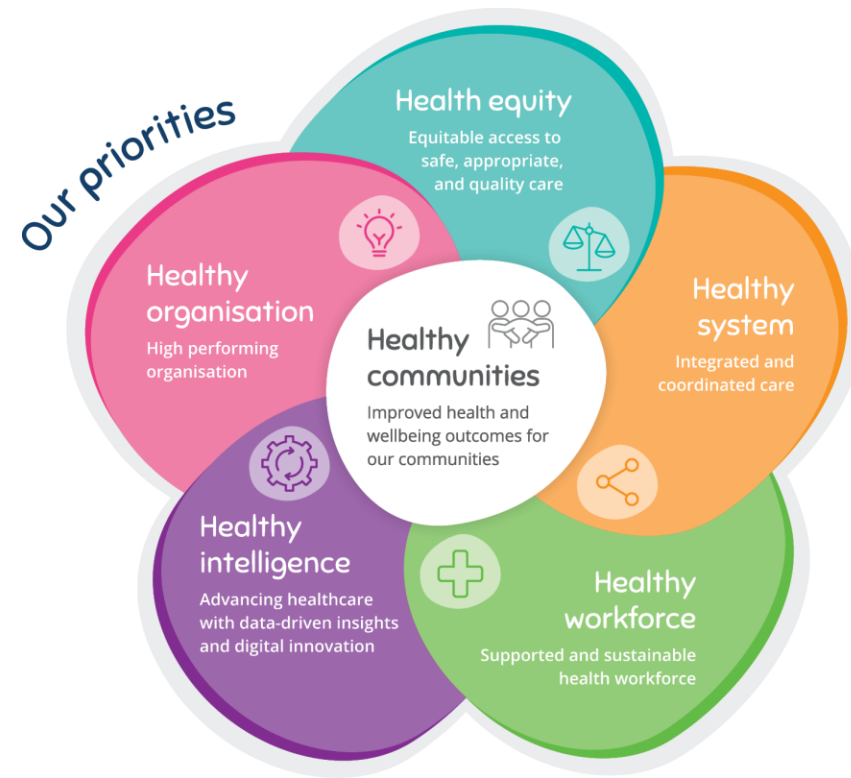 Our priorities
Health equity
Equitable access to
safe, appropriate,
and quality care
Healthy
system
Integrated and
coordinated care
Healthy
workforce
Supported and sustainable
health workforce
Healthy
intelligence
Advancing healthcare
with data-driven insights
and digital innovation
Healthy
organisation
High performing
organisation
Healthy
communities
Improved health and
wellbeing outcomes for
our communities